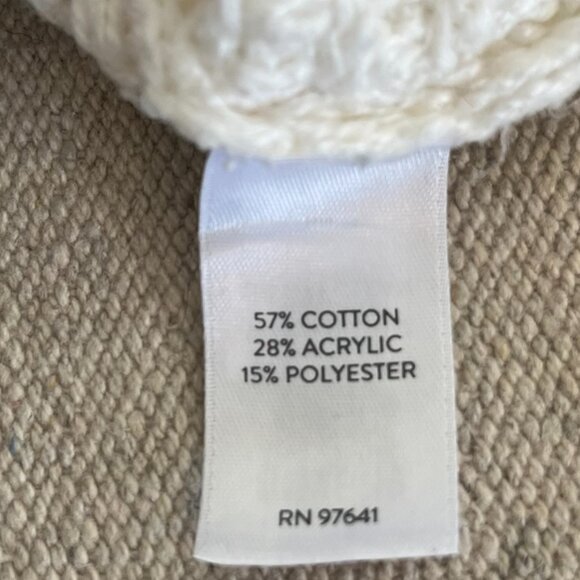 57% COTTON
28% ACRYLIC
15% POLYESTER
RN 97641